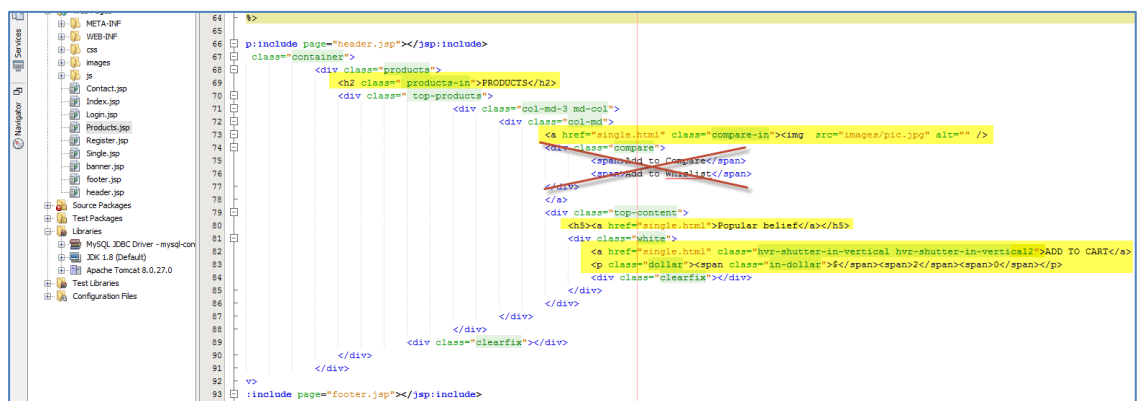 Services
Navigator
META-INF
WEB-INF
css
images
js
Contact.jsp
Index.jsp
Login.jsp
Products.jsp
Register.jsp
Single.jsp
banner.jsp
footer.jsp
header.jsp
Source Packages
Test Packages
Libraries
MySQL JDBC Driver - mysql-con
JDK 1.8 (Default)
Apache Tomcat 8.0.27.0
Test Libraries
Configuration Files
64 %>
65
66 p:include page="header.jsp"></jsp:include>
67 class="container">
68 <div class="products">
69 <h2 class=" products-in">PRODUCTS</h2>
70 <div class=" top-products">
71 <div class="col-md-3 md-col">
72 <div class="col-md">
73 <a href="single.html" class="compare-in"><img src="images/pic.jpg" alt="" />
74 <div class="compare">
75 <span>Add to Compare</span>
76 <span>Add to Whislist</span>
77 </div>
78 </a>
79 <div class="top-content">
80 <h5><a href="single.html">Popular belief</a></h5>
81 <div class="white">
82 <a href="single.html" class="hvr-shutter-in-vertical hvr-shutter-in-vertical2">ADD TO CART</a>
83 <p class="dollar"><span class="in-dollar">$</span><span>2</span><span>0</span></p>
84 <div class="clearfix"></div>
85 </div>
86 </div>
87 </div>
88 </div>
89 <div class="clearfix"></div>
90 </div>
91 </div>
92 v>
93 :include page="footer.jsp"></jsp:include>